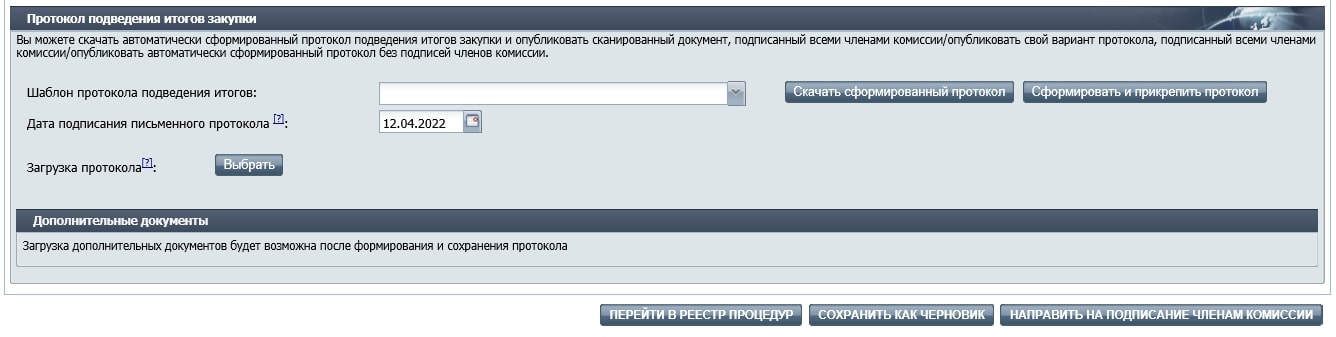 Протокол подведения итогов закупки
Вы можете скачать автоматически сформированный протокол подведения итогов закупки и опубликовать сканированный документ, подписанный всеми членами комиссии/опубликовать свой вариант протокола, подписанный всеми членами
комиссии/опубликовать автоматически сформированный протокол без подписей членов комиссии.
Шаблон протокола подведения итогов: Скачать сформированный протокол Сформировать и прикрепить протокол
Дата подписания письменного протокола [?]: 12.04.2022
Загрузка протокола[?]: Выбрать
Дополнительные документы
Загрузка дополнительных документов будет возможна после формирования и сохранения протокола
ПЕРЕЙТИ В РЕЕСТР ПРОЦЕДУР СОХРАНИТЬ КАК ЧЕРНОВИК НАПРАВИТЬ НА ПОДПИСАНИЕ ЧЛЕНАМ КОМИССИИ